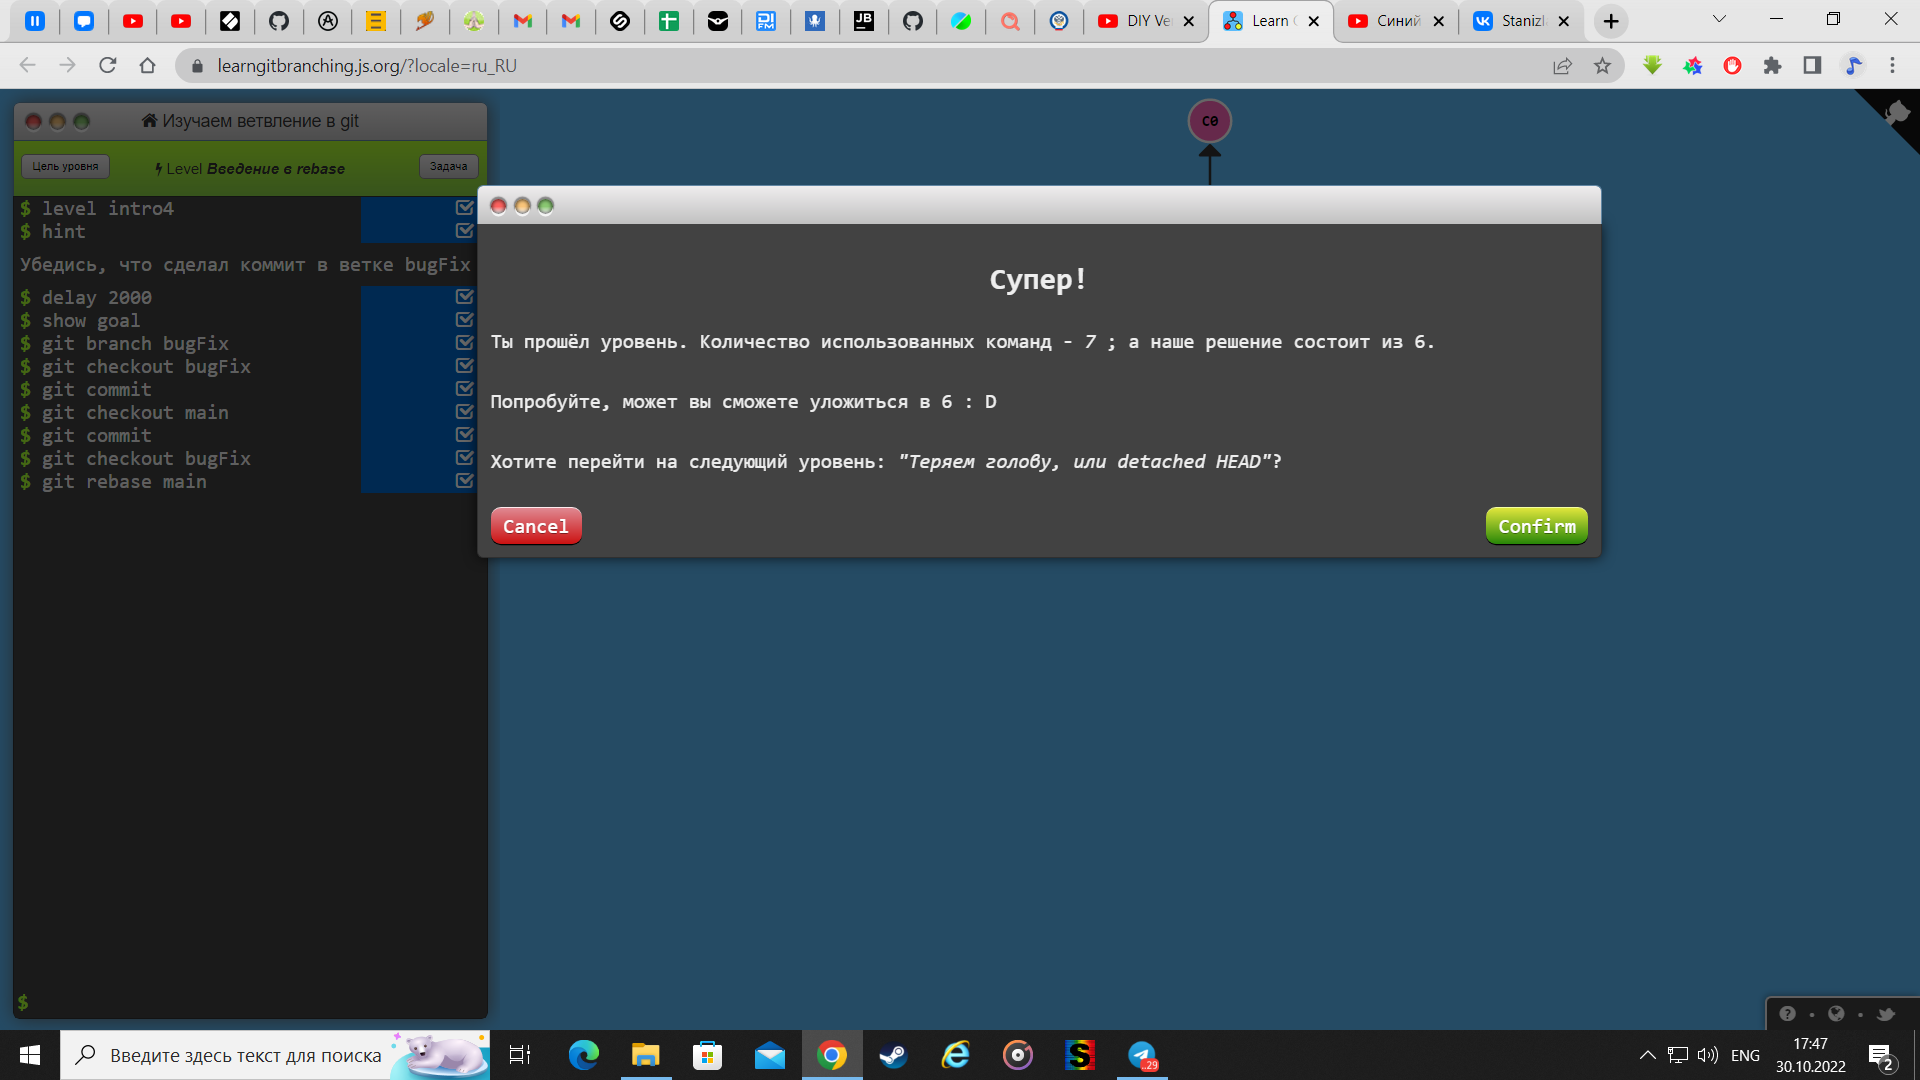 DIY Ve
Learn
Синий
Stanizl
learngitbranching.js.org/?locale=ru_RU
Изучаем ветвление в git
Цель уровня
Level Введение в rebase
Задача
$ level intro4
$ hint
Убедись, что сделал коммит в ветке bugFix
$ delay 2000
$ show goal
$ git branch bugFix
$ git checkout bugFix
$ git commit
$ git checkout main
$ git commit
$ git checkout bugFix
$ git rebase main
$
C0
Супер!
Ты прошёл уровень. Количество использованных команд - 7 ; а наше решение состоит из 6.
Попробуйте, может вы сможете уложиться в 6 : D
Хотите перейти на следующий уровень: "Теряем голову, или detached HEAD"?
Cancel
Confirm
Введите здесь текст для поиска
..29
ENG
17:47
30.10.2022
2